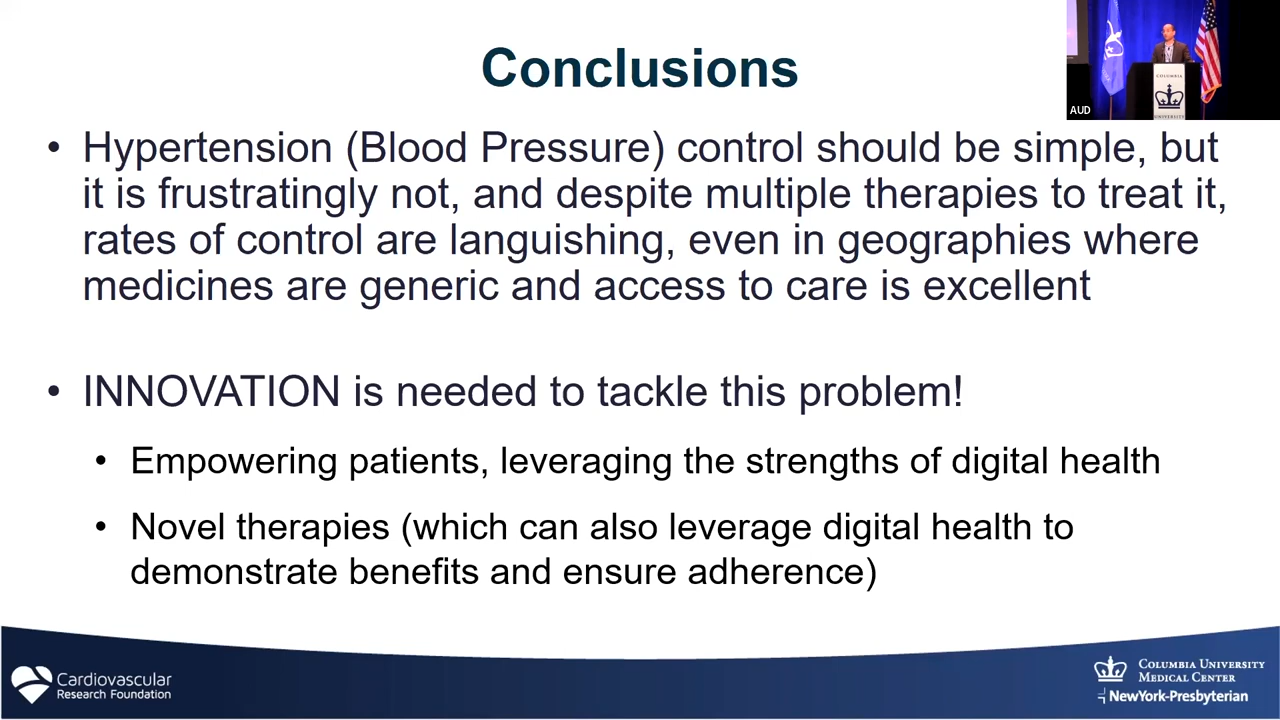 Conclusions
AUD
COLUMBIA
UNIVERSITY
• Hypertension (Blood Pressure) control should be simple, but
it is frustratingly not, and despite multiple therapies to treat it,
rates of control are languishing, even in geographies where
medicines are generic and access to care is excellent
• INNOVATION is needed to tackle this problem!
• Empowering patients, leveraging the strengths of digital health
• Novel therapies (which can also leverage digital health to
demonstrate benefits and ensure adherence)
Cardiovascular
Research Foundation
COLUMBIA UNIVERSITY
MEDICAL CENTER
NewYork-Presbyterian